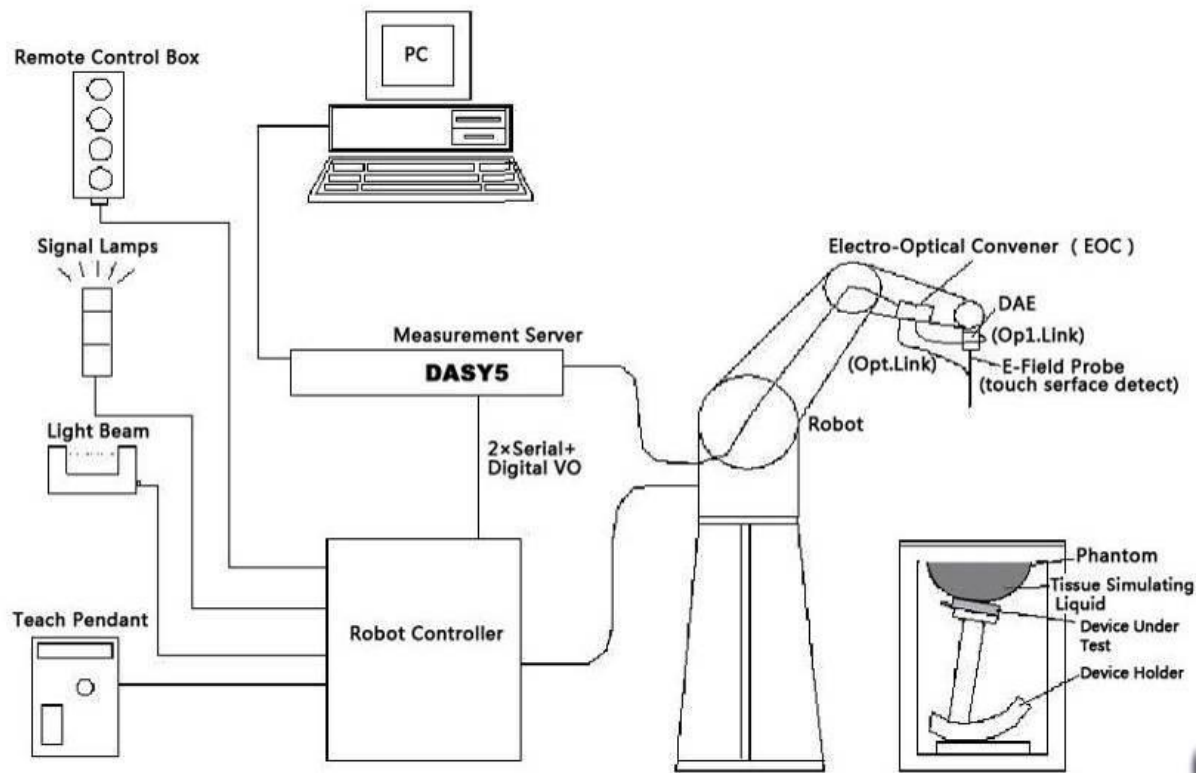 PC
Remote Control Box
Signal Lamps
Electro-Optical Convener ( EOC )
DAE
Measurement Server
(Op1.Link)
DASY5
(Opt.Link)
E-Field Probe
(touch serface detect)
Light Beam
Robot
2×Serial+
Digital VO
Phantom
Tissue Simulating
Liquid
Teach Pendant
Robot Controller
Device Under
Test
Device Holder